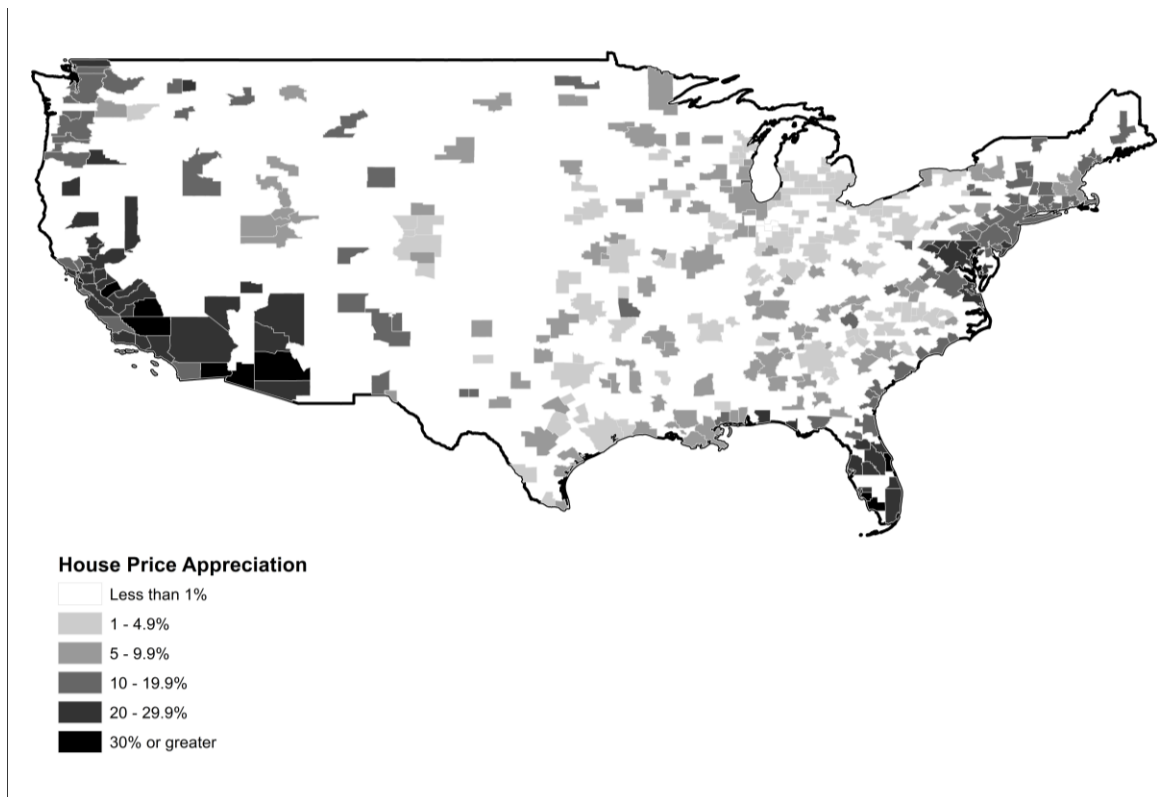 House Price Appreciation
Less than 1%
1 - 4.9%
5 - 9.9%
10 - 19.9%
20 - 29.9%
30% or greater